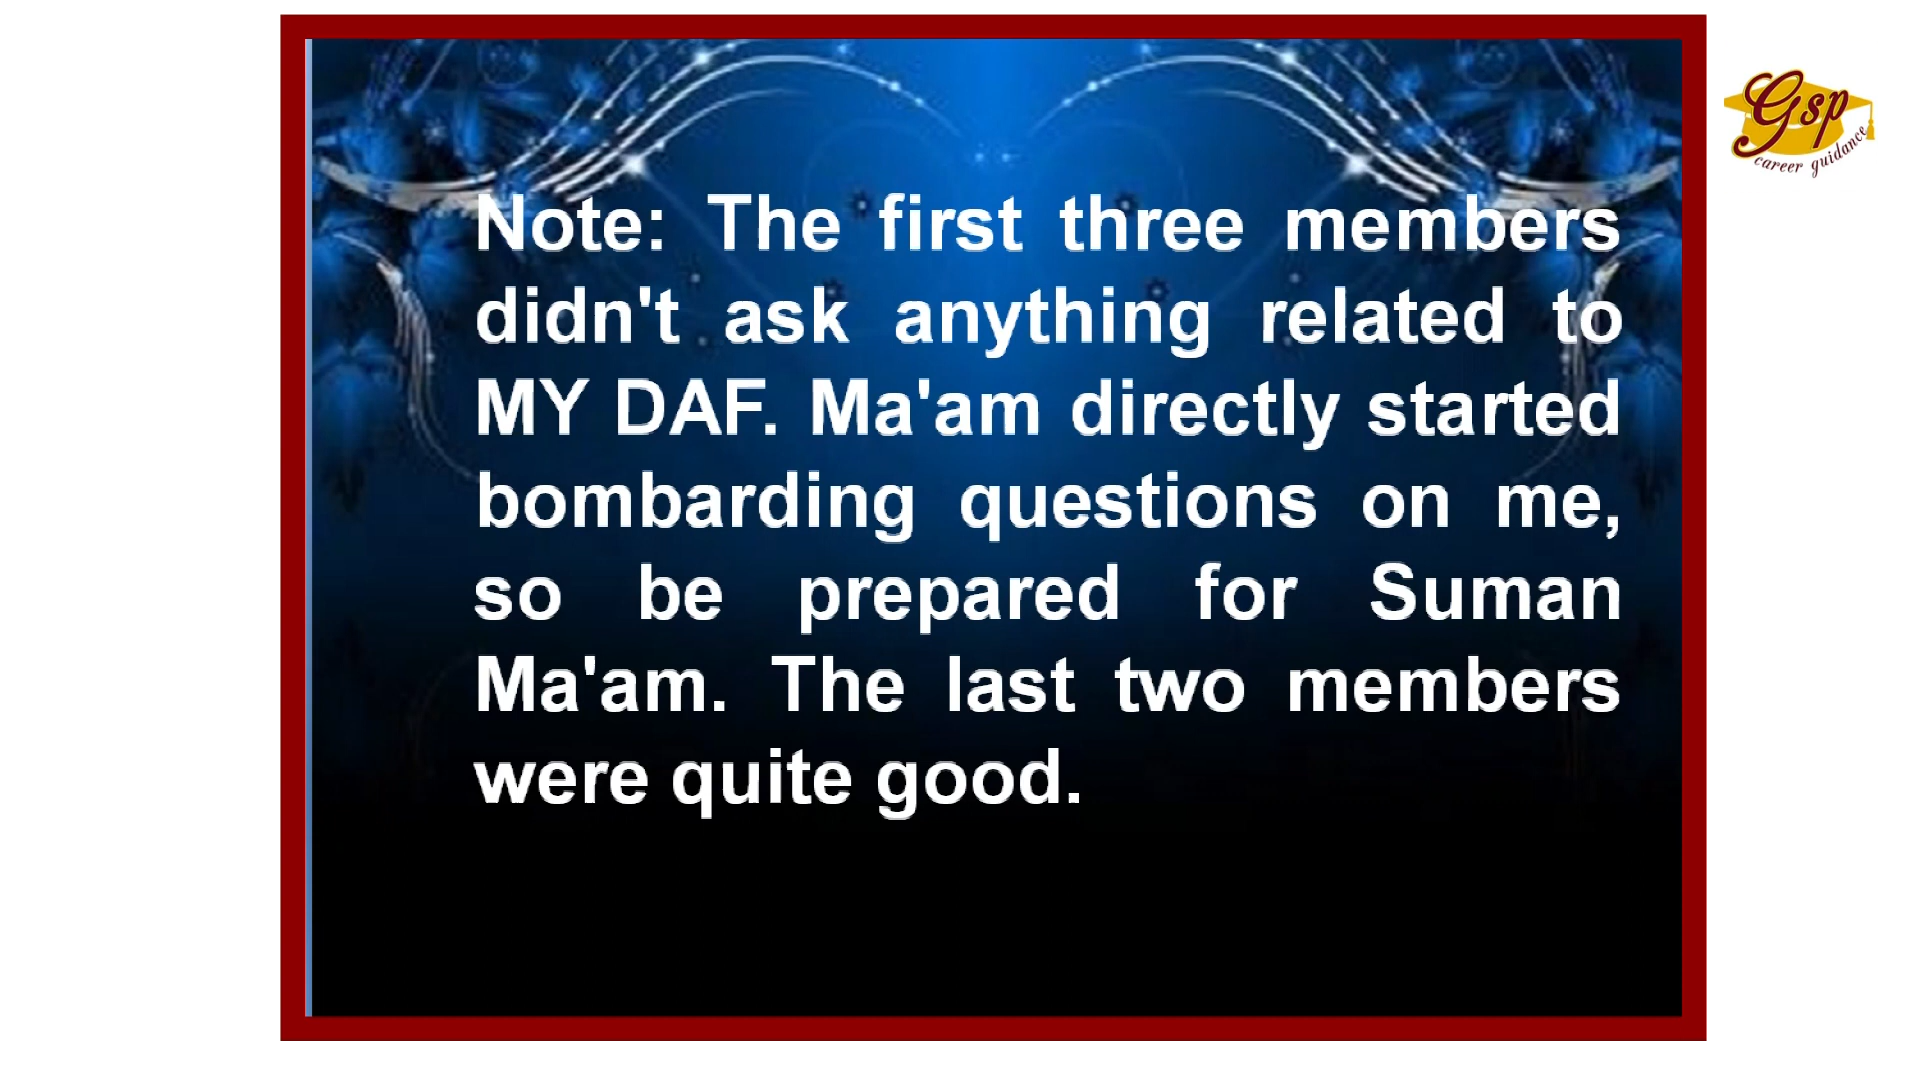 Note: The first three members
didn't ask anything related to
MY DAF. Ma'am directly started
bombarding questions on me,
so be prepared for Suman
Ma'am. The last two members
were quite good.
Gsp
career guidance